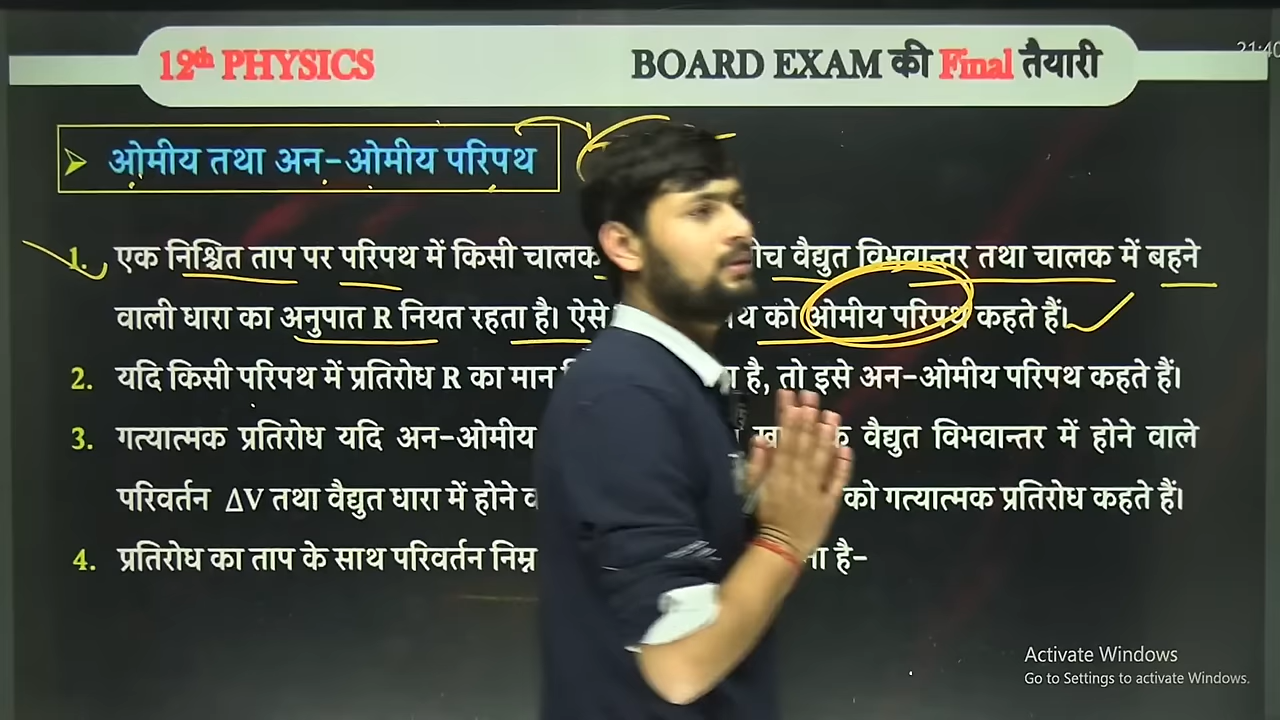 12th PHYSICS
BOARD EXAM की Final तैयारी
ओमीय तथा अन-ओमीय परिपथ
1. एक निश्चित ताप पर परिपथ में किसी चालक वैद्युत विभवान्तर तथा चालक में बहने
वाली धारा का अनुपात R नियत रहता है। ऐसे को ओमीय परिपथ कहते हैं।
2. यदि किसी परिपथ में प्रतिरोध R का मान है, तो इसे अन-ओमीय परिपथ कहते हैं।
3. गत्यात्मक प्रतिरोध यदि अन-ओमीय वैद्युत विभवान्तर में होने वाले
परिवर्तन ΔV तथा वैद्युत धारा में होने को गत्यात्मक प्रतिरोध कहते हैं।
4. प्रतिरोध का ताप के साथ परिवर्तन निम्न है-
Activate Windows
Go to Settings to activate Windows.